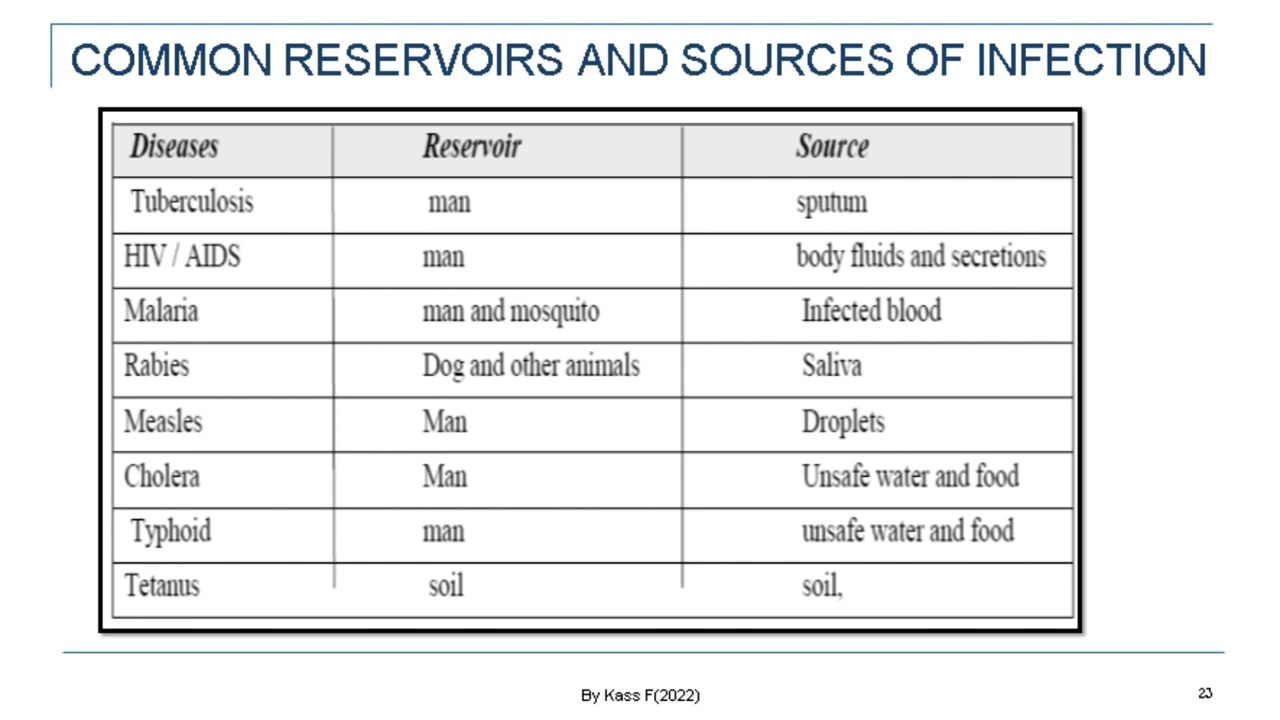 COMMON RESERVOIRS AND SOURCES OF INFECTION
Diseases Reservoir Source
Tuberculosis man sputum
HIV / AIDS man body fluids and secretions
Malaria man and mosquito Infected blood
Rabies Dog and other animals Saliva
Measles Man Droplets
Cholera Man Unsafe water and food
Typhoid man unsafe water and food
Tetanus soil soil,
By Kass F(2022)
23